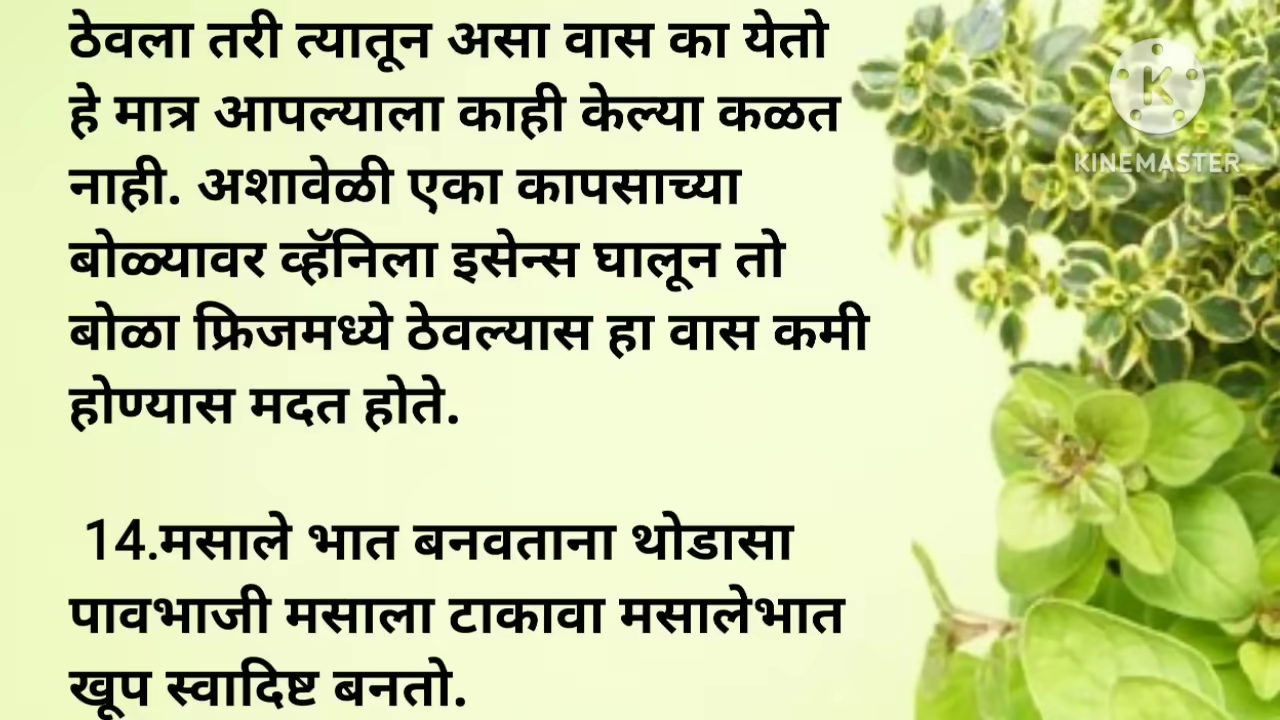 ठेवला तरी त्यातून असा वास का येतो
हे मात्र आपल्याला काही केल्या कळत
नाही. अशावेळी एका कापसाच्या
बोळ्यावर व्हॅनिला इसेन्स घालून तो
बोळा फ्रिजमध्ये ठेवल्यास हा वास कमी
होण्यास मदत होते.
14.मसाले भात बनवताना थोडासा
पावभाजी मसाला टाकावा मसालेभात
खूप स्वादिष्ट बनतो.
K
KINEMASTER